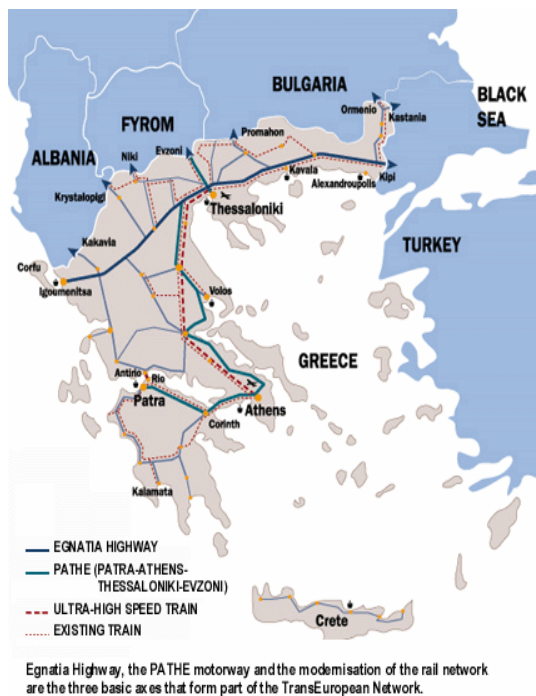 BULGARIA
Ormenio
Kastania
BLACK
SEA
FYROM
Promahon
Evzoni
ALBANIA
Niki
Krystalopigi
Kavala
Alexandroupolis
Kipi
Thessaloniki
TURKEY
Kakavia
Corfu
Igoumenitsa
Volos
GREECE
Antirio
Rio
Patra
Athens
Corinth
Kalamata
EGNATIA HIGHWAY
PATHE (PATRA-ATHENS-
THESSALONIKI-EVZONI)
ULTRA-HIGH SPEED TRAIN
EXISTING TRAIN
Crete
Egnatia Highway, the PATHE motorway and the modernisation of the rail network
are the three basic axes that form part of the TransEuropean Network.